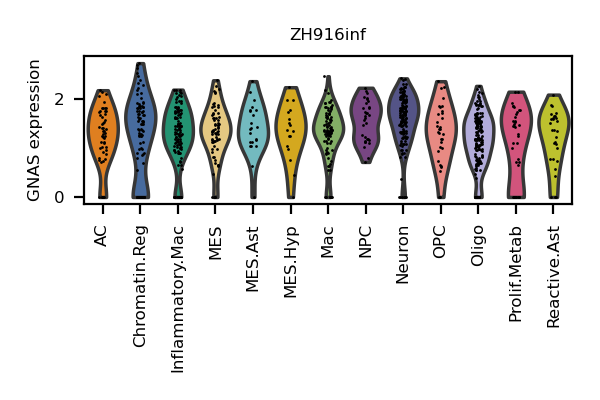 ZH916inf
GNAS expression
2
0
AC
Chromatin.Reg
Inflammatory.Mac
MES
MES.Ast
MES.Hyp
Mac
NPC
Neuron
OPC
Oligo
Prolif.Metab
Reactive.Ast